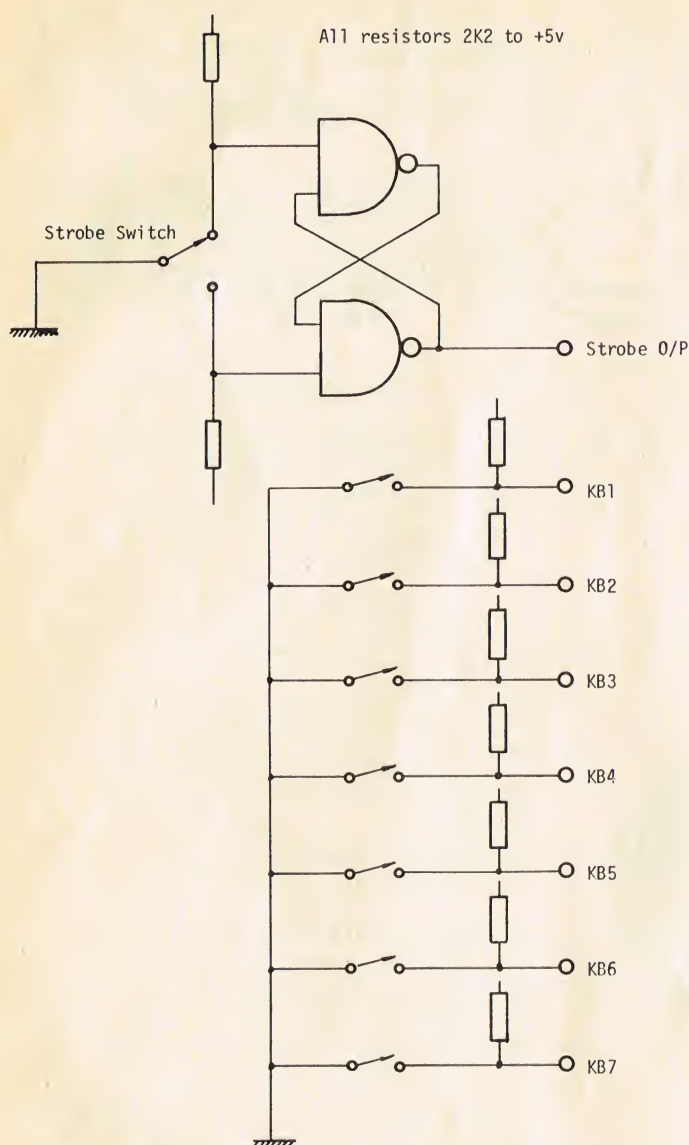 All resistors 2K2 to +5v
Strobe Switch
Strobe O/P
KB1
KB2
KB3
KB4
KB5
KB6
KB7